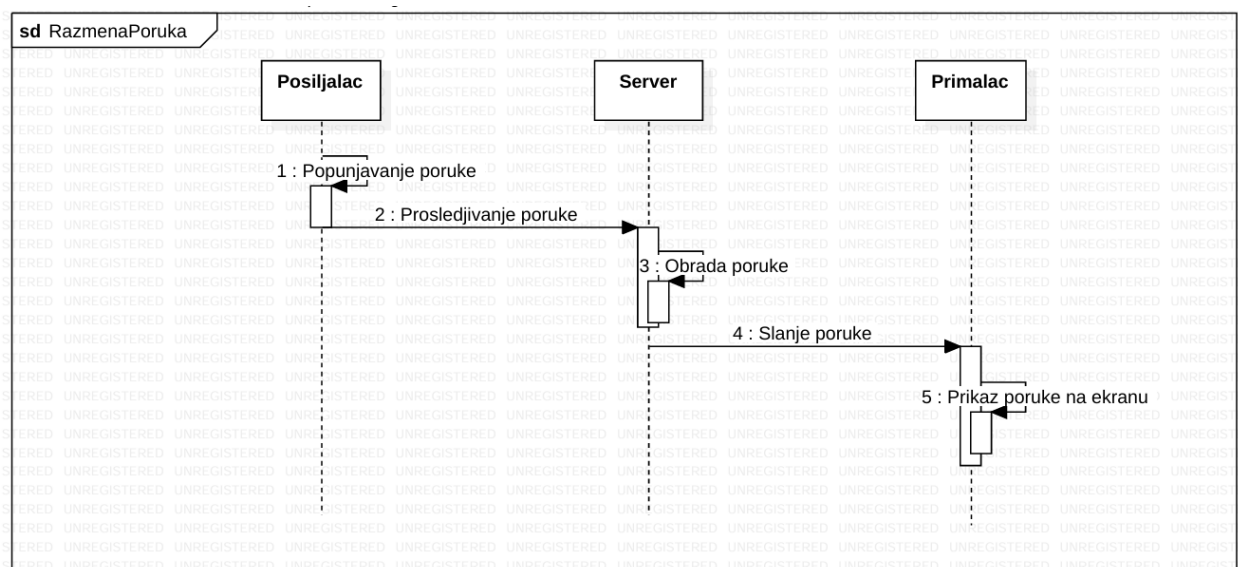 sd RazmenaPoruka
Posiljalac
Server
Primalac
1 : Popunjavanje poruke
2 : Prosledjivanje poruke
3 : Obrada poruke
4 : Slanje poruke
5 : Prikaz poruke na ekranu
UNREGISTERED